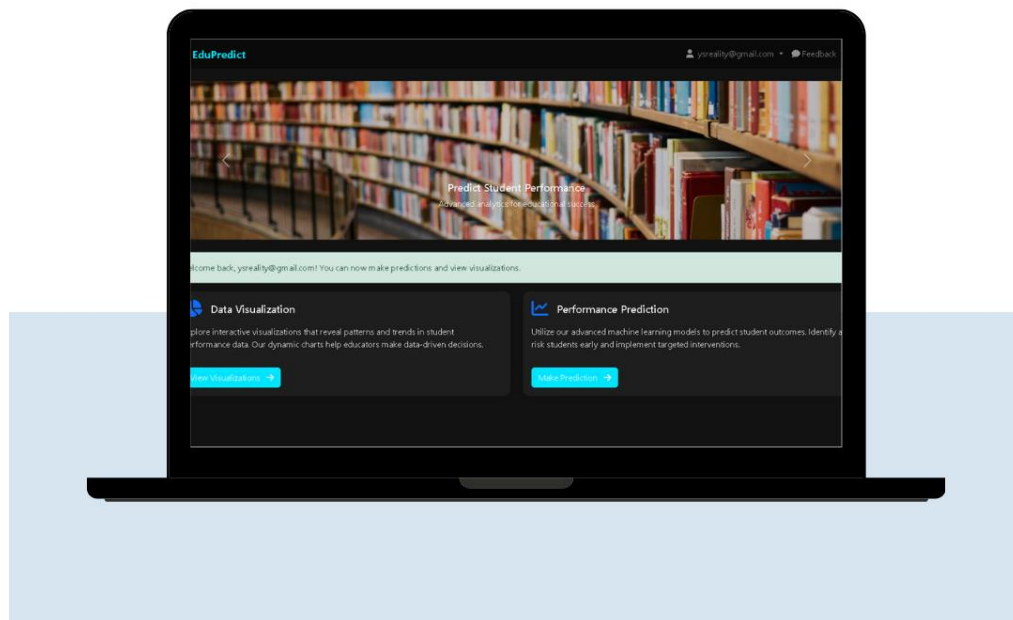 EduPredict
ysreality@gmail.com Feedback
Predict Student Performance
Advanced analytics for educational success
lcome back, ysreality@gmail.com! You can now make predictions and view visualizations.
Data Visualization
plore interactive visualizations that reveal patterns and trends in student
rformance data. Our dynamic charts help educators make data-driven decisions.
View Visualizations
Performance Prediction
Utilize our advanced machine learning models to predict student outcomes. Identify a
risk students early and implement targeted interventions.
Make Prediction